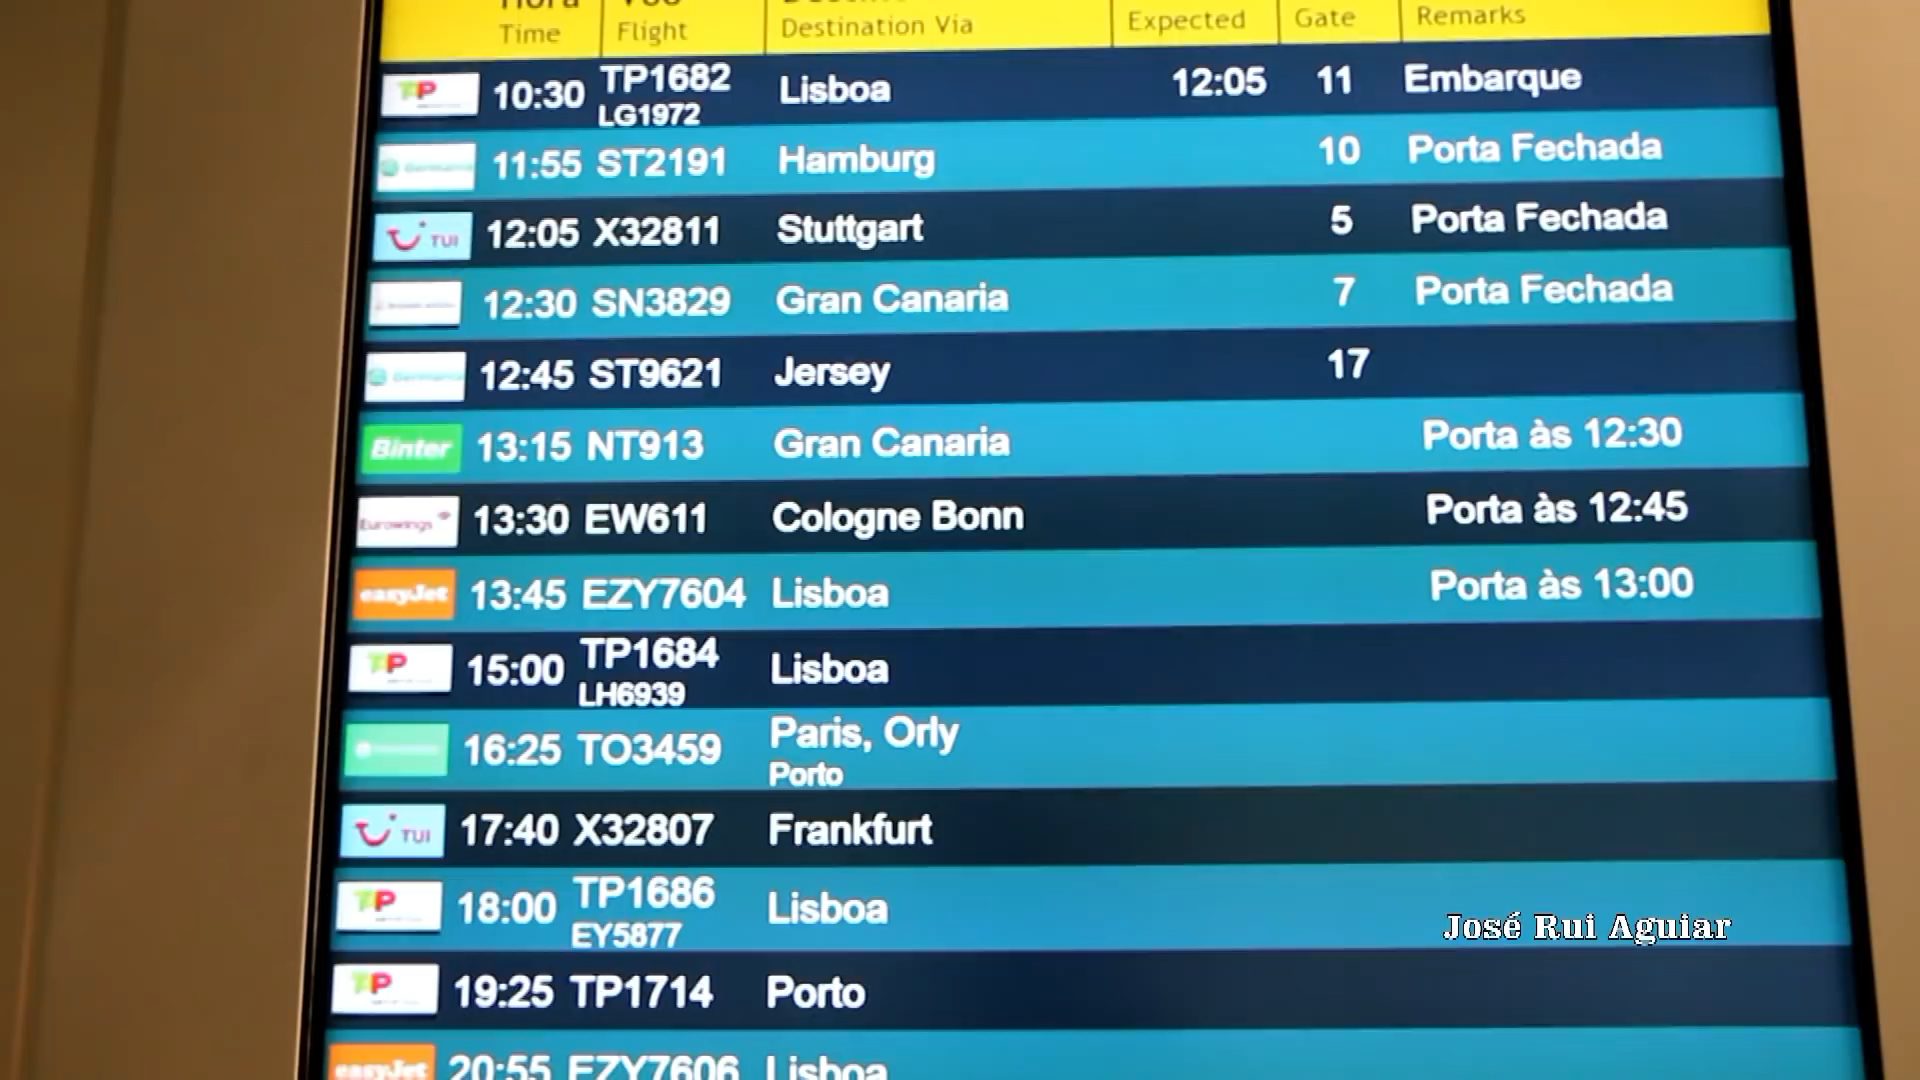 Time Flight Destination Via Expected Gate Remarks
TP 10:30 TP1682 Lisboa 12:05 11 Embarque
LG1972
11:55 ST2191 Hamburg 10 Porta Fechada
TUI 12:05 X32811 Stuttgart 5 Porta Fechada
12:30 SN3829 Gran Canaria 7 Porta Fechada
12:45 ST9621 Jersey 17
Binter 13:15 NT913 Gran Canaria Porta às 12:30
Eurowings 13:30 EW611 Cologne Bonn Porta às 12:45
easyJet 13:45 EZY7604 Lisboa Porta às 13:00
TP 15:00 TP1684 Lisboa
LH6939
16:25 TO3459 Paris, Orly
Porto
TUI 17:40 X32807 Frankfurt
TP 18:00 TP1686 Lisboa
EY5877
José Rui Aguiar
TP 19:25 TP1714 Porto
easyJet 20:55 EZY7606 Lisboa